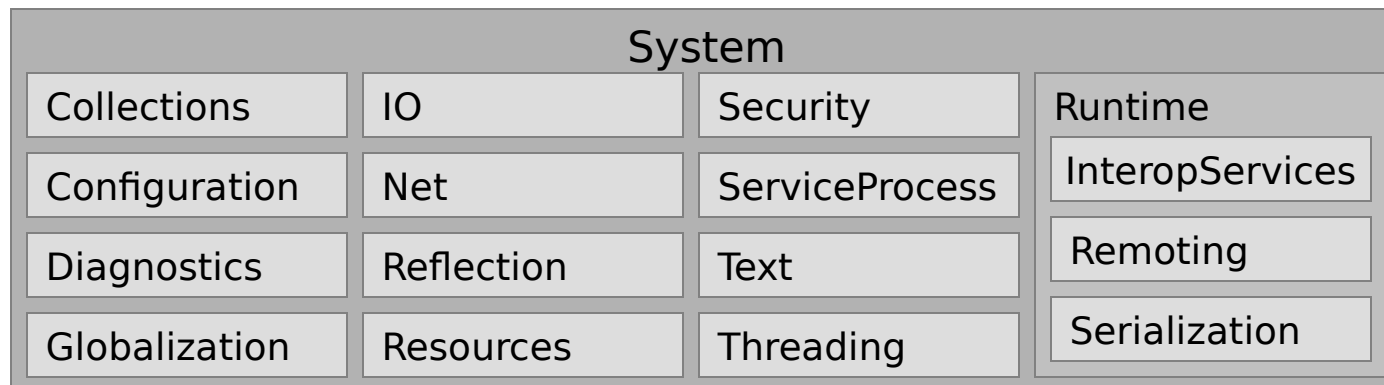 System
Collections
Configuration
Diagnostics
Globalization
IO
Net
Reflection
Resources
Security
ServiceProcess
Text
Threading
Runtime
InteropServices
Remoting
Serialization